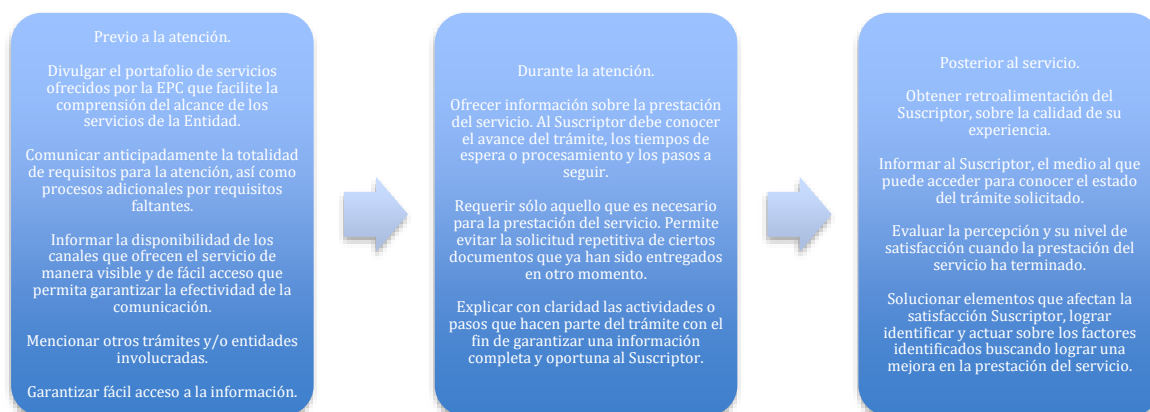 Previo a la atención.
Divulgar el portafolio de servicios
ofrecidos por la EPC que facilite la
comprensión del alcance de los
servicios de la Entidad.
Comunicar anticipadamente la totalidad
de requisitos para la atención, así como
procesos adicionales por requisitos
faltantes.
Informar la disponibilidad de los
canales que ofrecen el servicio de
manera visible y de fácil acceso que
permita garantizar la efectividad de la
comunicación.
Mencionar otros trámites y/o entidades
involucradas.
Garantizar fácil acceso a la información.
Durante la atención.
Ofrecer información sobre la prestación
del servicio. Al Suscriptor debe conocer
el avance del trámite, los tiempos de
espera o procesamiento y los pasos a
seguir.
Requerir sólo aquello que es necesario
para la prestación del servicio. Permite
evitar la solicitud repetitiva de ciertos
documentos que ya han sido entregados
en otro momento.
Explicar con claridad las actividades o
pasos que hacen parte del trámite con el
fin de garantizar una información
completa y oportuna al Suscriptor.
Posterior al servicio.
Obtener retroalimentación del
Suscriptor, sobre la calidad de su
experiencia.
Informar al Suscriptor, el medio al que
puede acceder para conocer el estado
del trámite solicitado.
Evaluar la percepción y su nivel de
satisfacción cuando la prestación del
servicio ha terminado.
Solucionar elementos que afectan la
satisfacción Suscriptor, lograr
identificar y actuar sobre los factores
identificados buscando lograr una
mejora en la prestación del servicio.